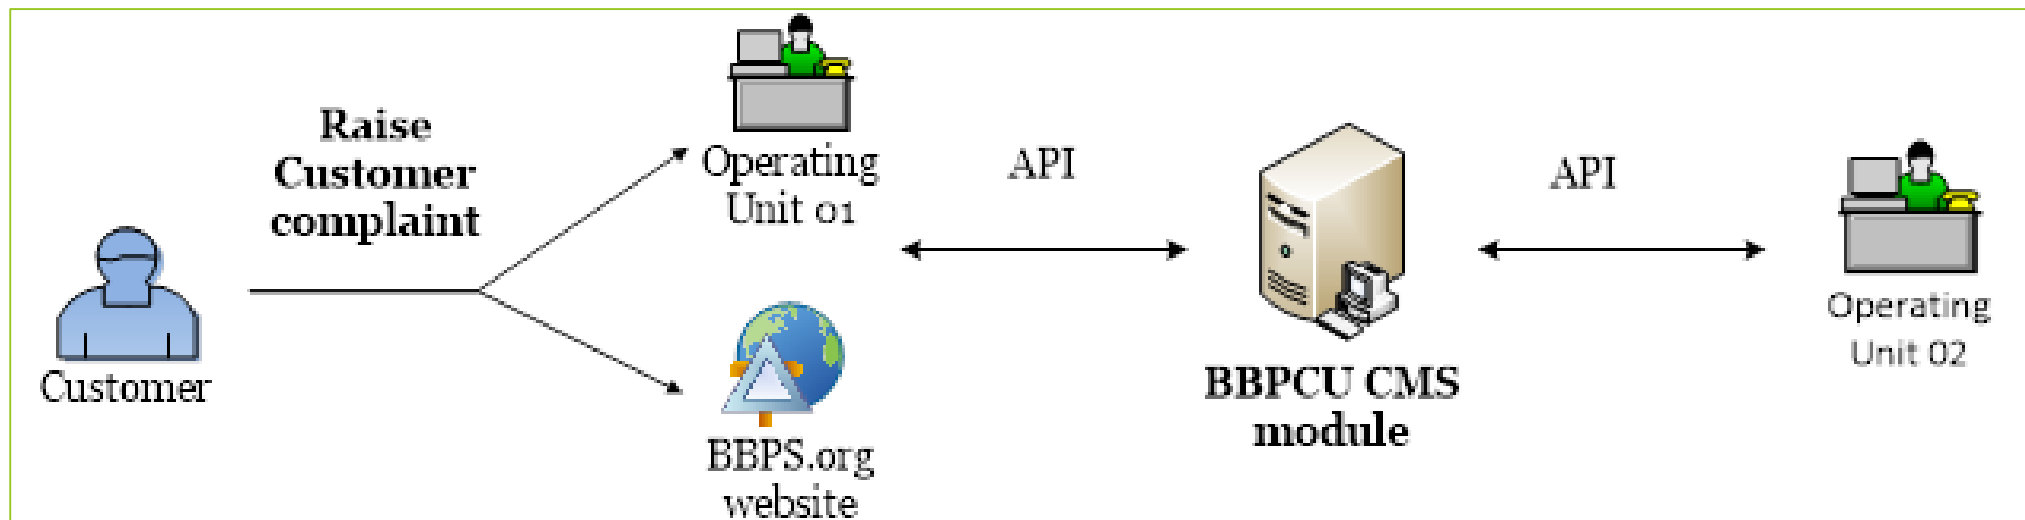 Raise
Customer
complaint
Customer
Operating
Unit 01
BBPS.org
website
API
BBPCU CMS
module
API
Operating
Unit 02